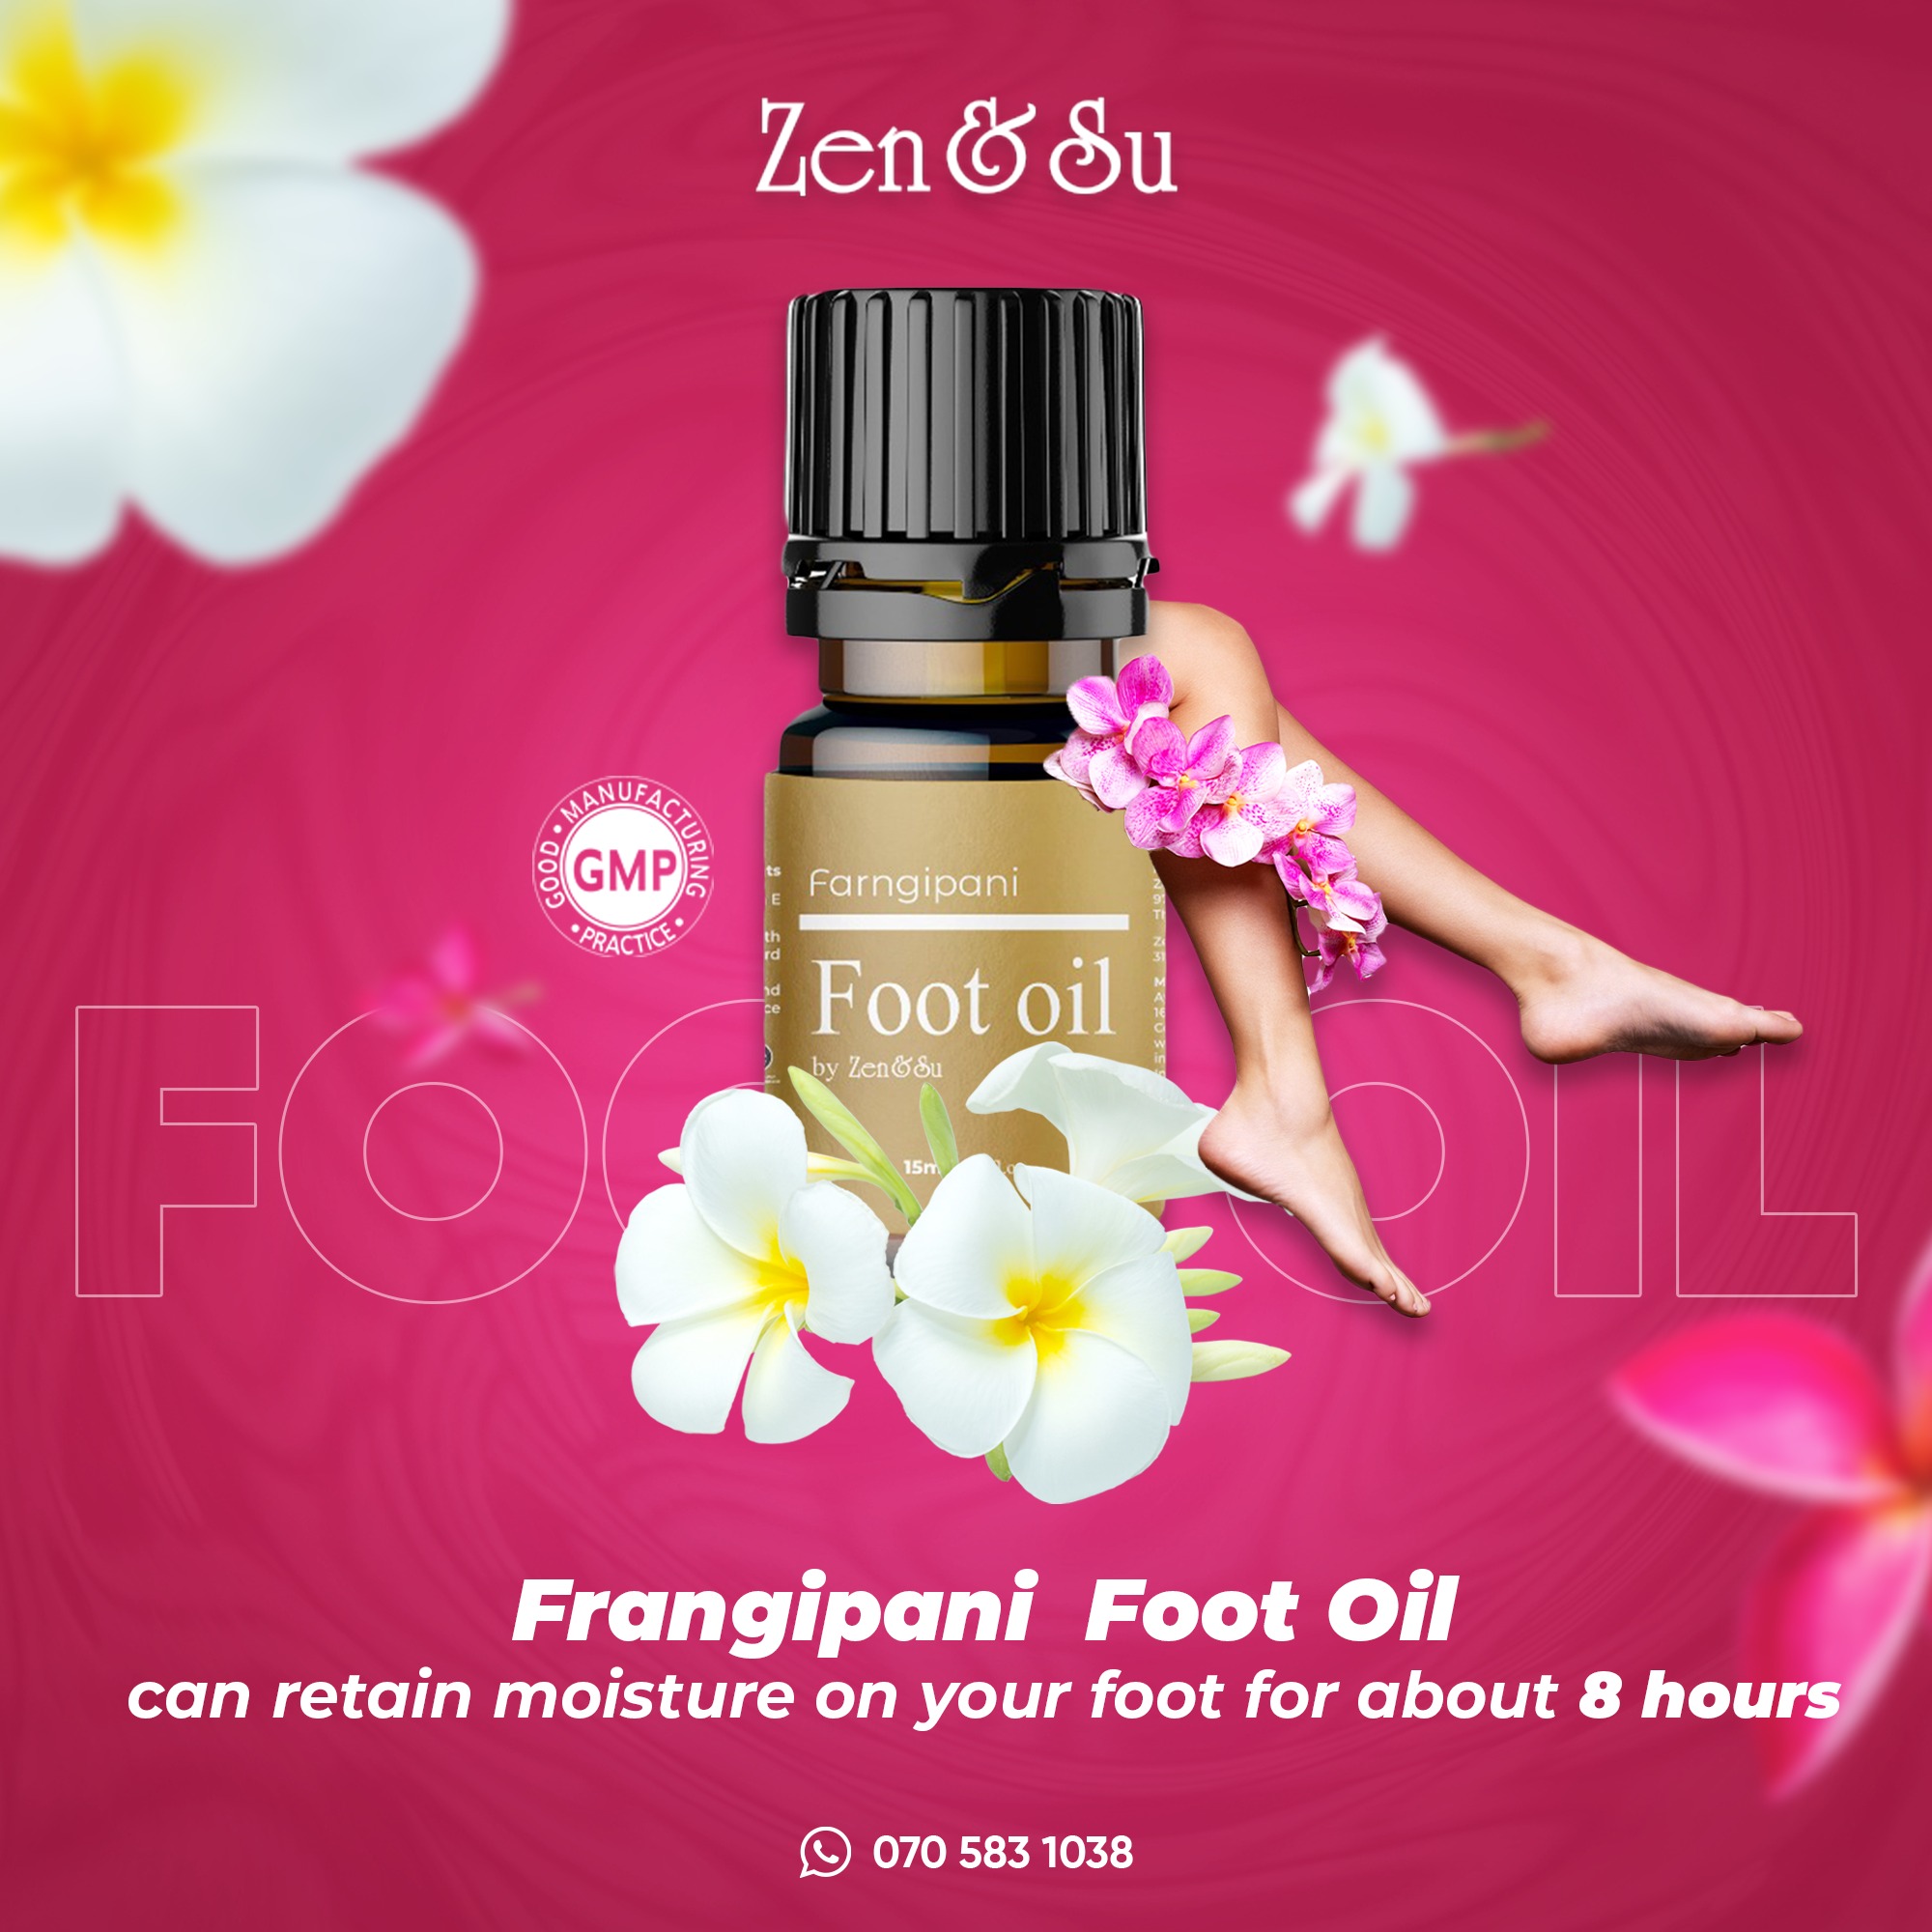 Zen & Su
GOOD • MANUFACTURING • PRACTICE •
GMP
Farngipani
Foot oil
by Zen&Su
FOO OIL
Frangipani Foot Oil
can retain moisture on your foot for about 8 hours
070 583 1038